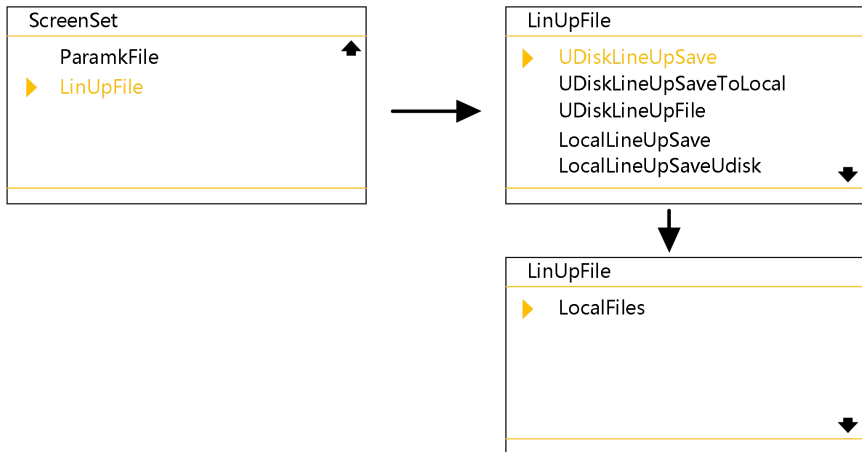 ScreenSet
ParamkFile
LinUpFile
LinUpFile
UDiskLineUpSave
UDiskLineUpSaveToLocal
UDiskLineUpFile
LocalLineUpSave
LocalLineUpSaveUdisk
LinUpFile
LocalFiles